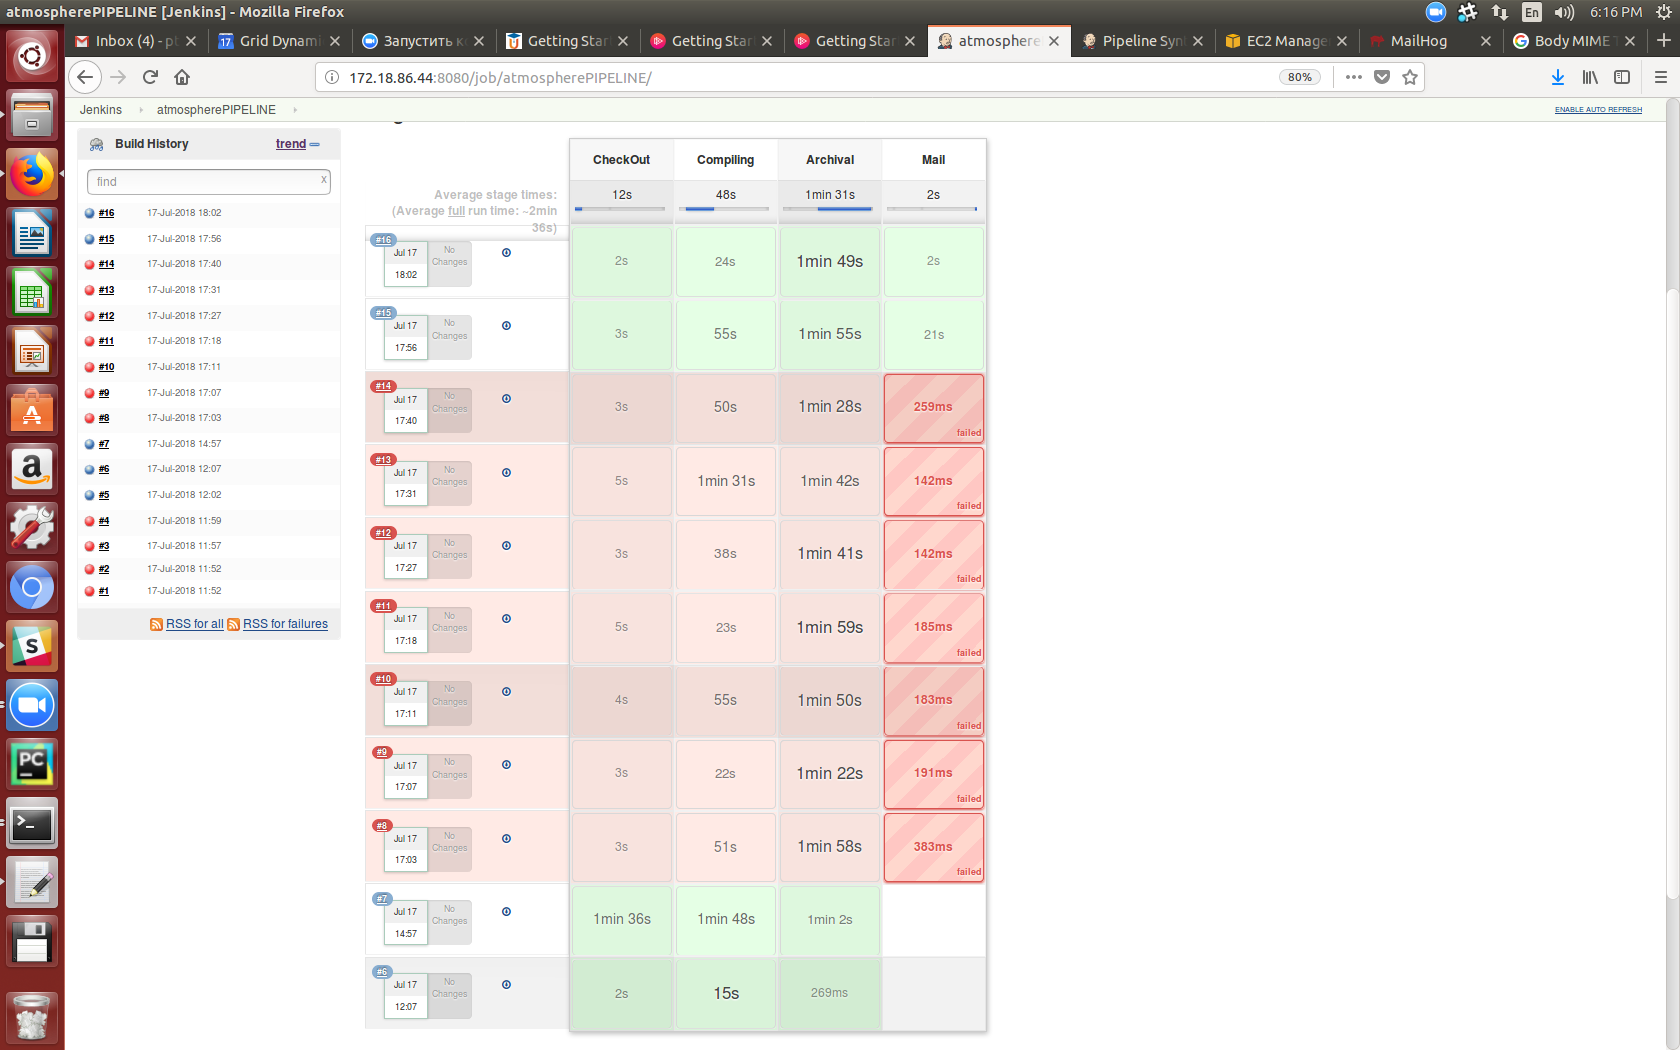 atmospherePIPELINE [Jenkins] - Mozilla Firefox
En
6:16 PM
Inbox (4) - p
Grid Dynami
Запустить к
Getting Star
Getting Star
Getting Star
atmosphere
Pipeline Syn
EC2 Manage
MailHog
Body MIME T
172.18.86.44:8080/job/atmospherePIPELINE/
80%
Jenkins
atmospherePIPELINE
ENABLE AUTO REFRESH
Build History
trend
find
x
#16 17-Jul-2018 18:02
#15 17-Jul-2018 17:56
#14 17-Jul-2018 17:40
#13 17-Jul-2018 17:31
#12 17-Jul-2018 17:27
#11 17-Jul-2018 17:18
#10 17-Jul-2018 17:11
#9 17-Jul-2018 17:07
#8 17-Jul-2018 17:03
#7 17-Jul-2018 14:57
#6 17-Jul-2018 12:07
#5 17-Jul-2018 12:02
#4 17-Jul-2018 11:59
#3 17-Jul-2018 11:57
#2 17-Jul-2018 11:52
#1 17-Jul-2018 11:52
RSS for all RSS for failures
CheckOut Compiling Archival Mail
Average stage times:
(Average full run time: ~2min
36s)
12s 48s 1min 31s 2s
#16
Jul 17
18:02
No
Changes
2s 24s 1min 49s 2s
#15
Jul 17
17:56
No
Changes
3s 55s 1min 55s 21s
#14
Jul 17
17:40
No
Changes
3s 50s 1min 28s 259ms
failed
#13
Jul 17
17:31
No
Changes
5s 1min 31s 1min 42s 142ms
failed
#12
Jul 17
17:27
No
Changes
3s 38s 1min 41s 142ms
failed
#11
Jul 17
17:18
No
Changes
5s 23s 1min 59s 185ms
failed
#10
Jul 17
17:11
No
Changes
4s 55s 1min 50s 183ms
failed
#9
Jul 17
17:07
No
Changes
3s 22s 1min 22s 191ms
failed
#8
Jul 17
17:03
No
Changes
3s 51s 1min 58s 383ms
failed
#7
Jul 17
14:57
No
Changes
1min 36s 1min 48s 1min 2s
#6
Jul 17
12:07
No
Changes
2s 15s 269ms